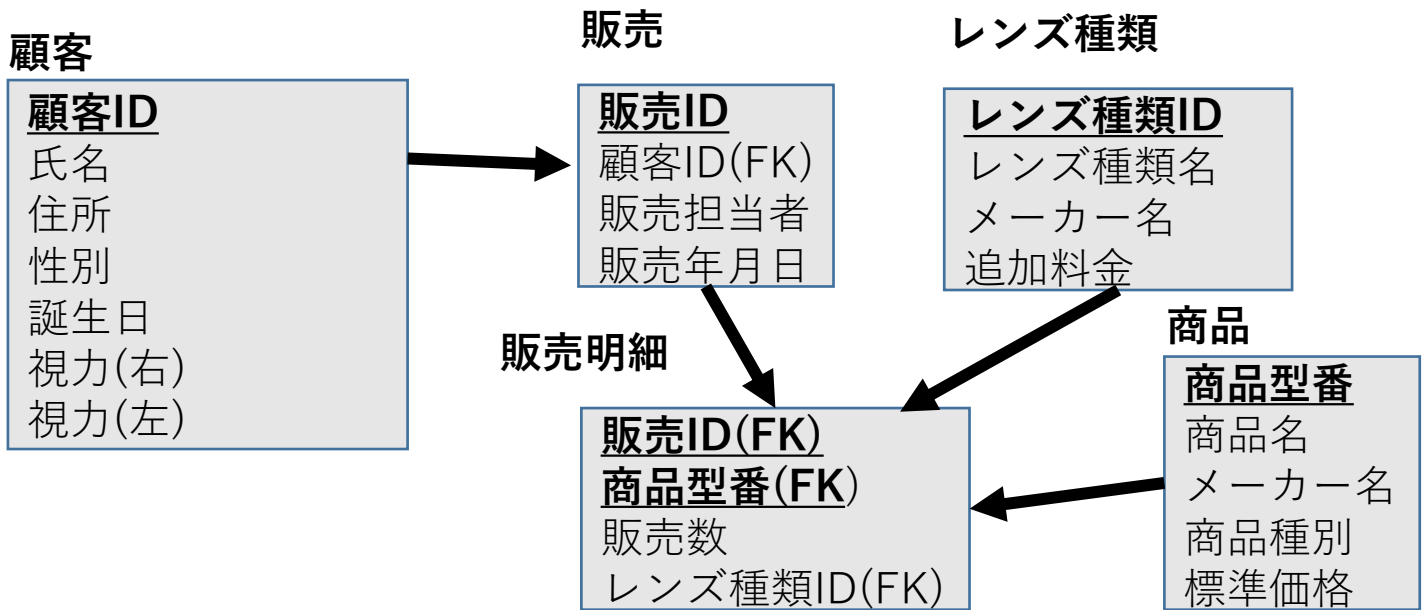 顧客
顧客ID
氏名
住所
性別
誕生日
視力(右)
視力(左)
販売
販売ID
顧客ID(FK)
販売担当者
販売年月日
レンズ種類
レンズ種類ID
レンズ種類名
メーカー名
追加料金
販売明細
販売ID(FK)
商品型番(FK)
販売数
レンズ種類ID(FK)
商品
商品型番
商品名
メーカー名
商品種別
標準価格